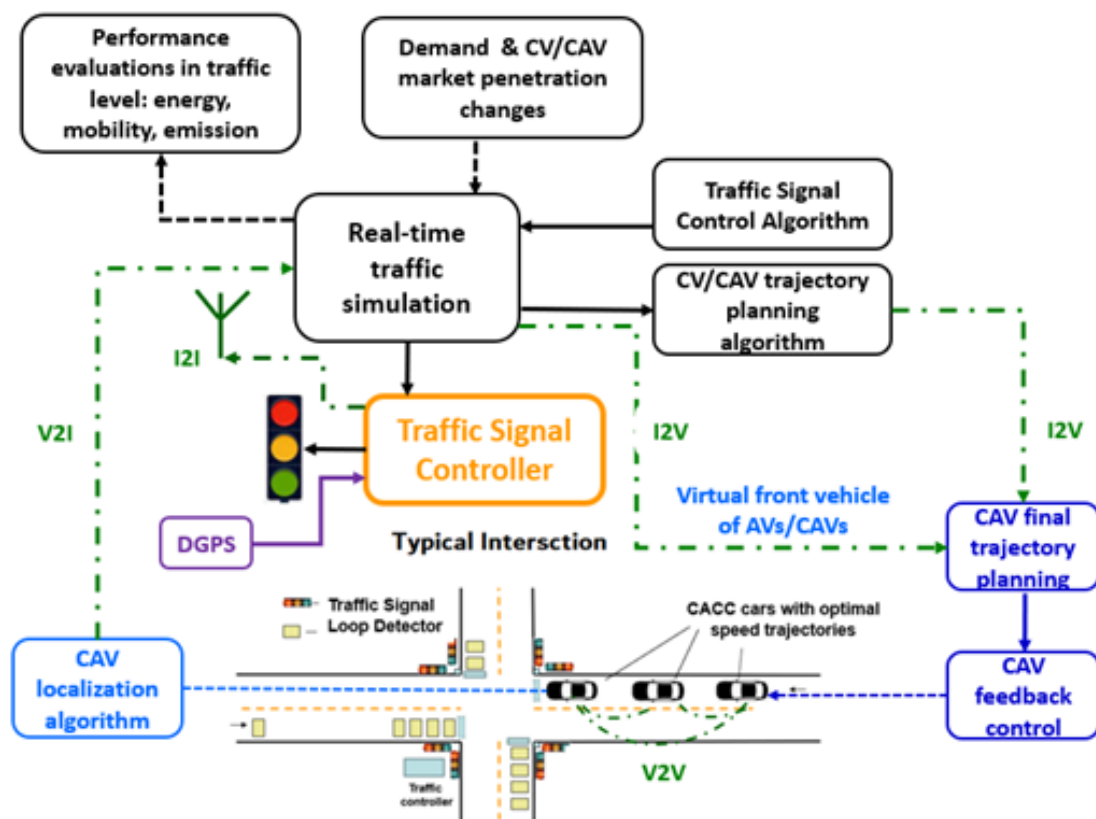 Performance
evaluations in traffic
level: energy,
mobility, emission
Demand & CV/CAV
market penetration
changes
Real-time
traffic
simulation
Traffic Signal
Control Algorithm
CV/CAV trajectory
planning
algorithm
I2I
V2I
Traffic Signal
Controller
I2V
I2V
Virtual front vehicle
of AVs/CAVs
DGPS
Typical Intersction
CAV final
trajectory
planning
Traffic Signal
Loop Detector
CACC cars with optimal
speed trajectories
CAV
localization
algorithm
CAV
feedback
control
V2V
Traffic
controller